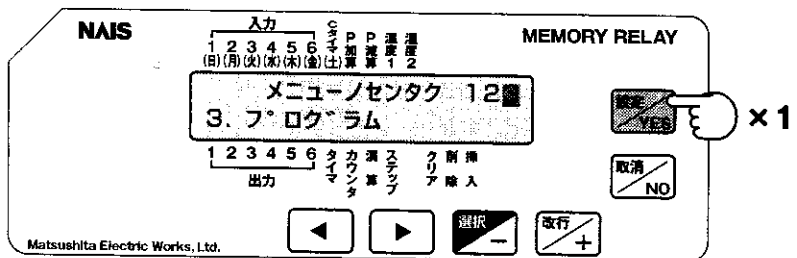 NAIS
MEMORY RELAY
入力
1 2 3 4 5 6 Cタイマ P加算 P減算 温度1 温度2
(日) (月) (火) (水) (木) (金) (土)
メニューノセンタク 12
3. プログラム
1 2 3 4 5 6 タイマ カウンタ 演算 ステップ クリア 削除 挿入
出力
設定 YES
×1
取消 NO
◀ ▶ 選択 − 改行 +
Matsushita Electric Works, Ltd.